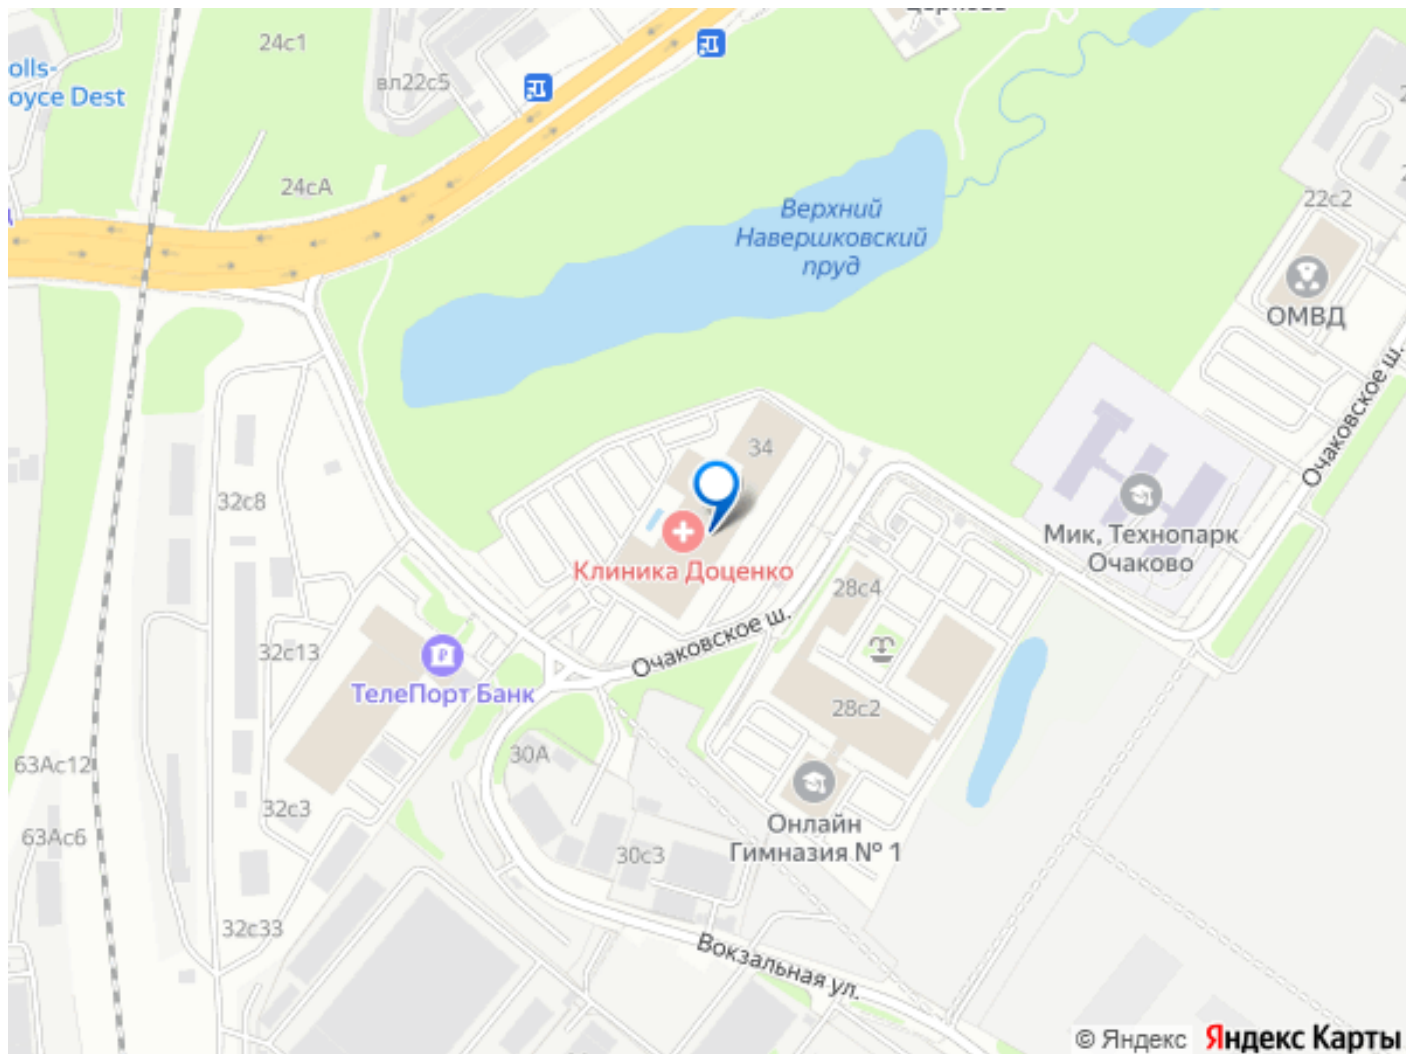 24с1
olls-
oyce Dest
вл22с5
24сА
22с2
Верхний
Навершковский
пруд
ОМВД
Очаковское ш.
34
32с8
Мик, Технопарк
Очаково
Клиника Доценко
28с4
Очаковское ш.
32с13
ТелеПорт Банк
28с2
30А
63Ас12
32с3
63Ас6
Онлайн
Гимназия № 1
30с3
32с33
Вокзальная ул.
© Яндекс Яндекс Карты